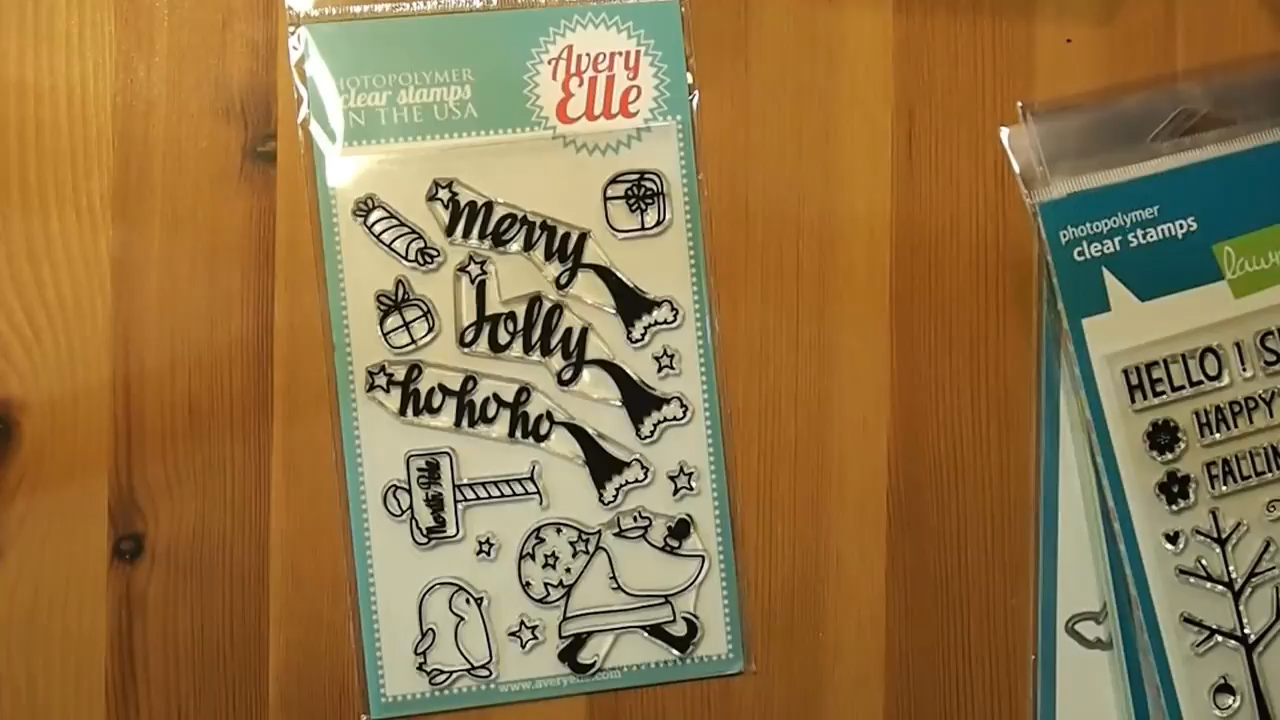 PHOTOPOLYMER
clear stamps
IN THE USA
Avery
Elle
merry
Jolly
hohoho
North Pole
www.averyelle.com
photopolymer
clear stamps
lawn
HELLO !
HAPPY